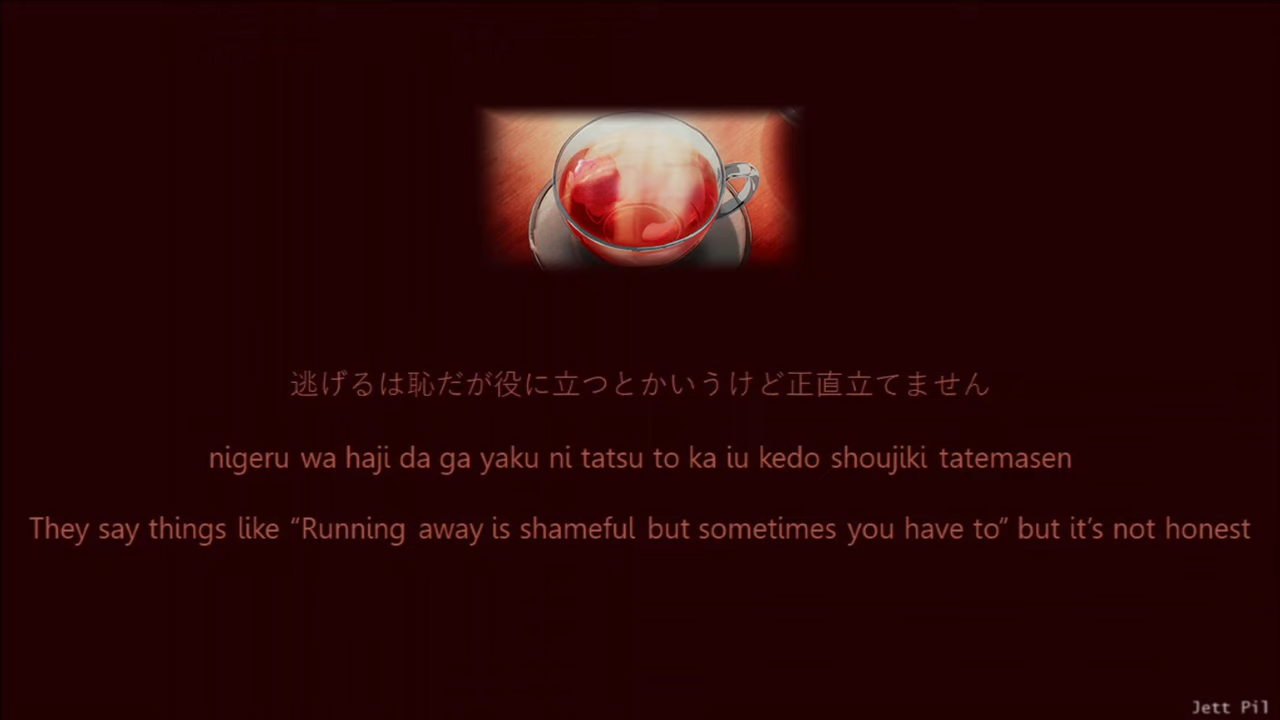 逃げるは恥だが役に立つとかいうけど正直立てません
nigeru wa haji da ga yaku ni tatsu to ka iu kedo shoujiki tatemasen
They say things like “Running away is shameful but sometimes you have to” but it’s not honest
Jett Pil